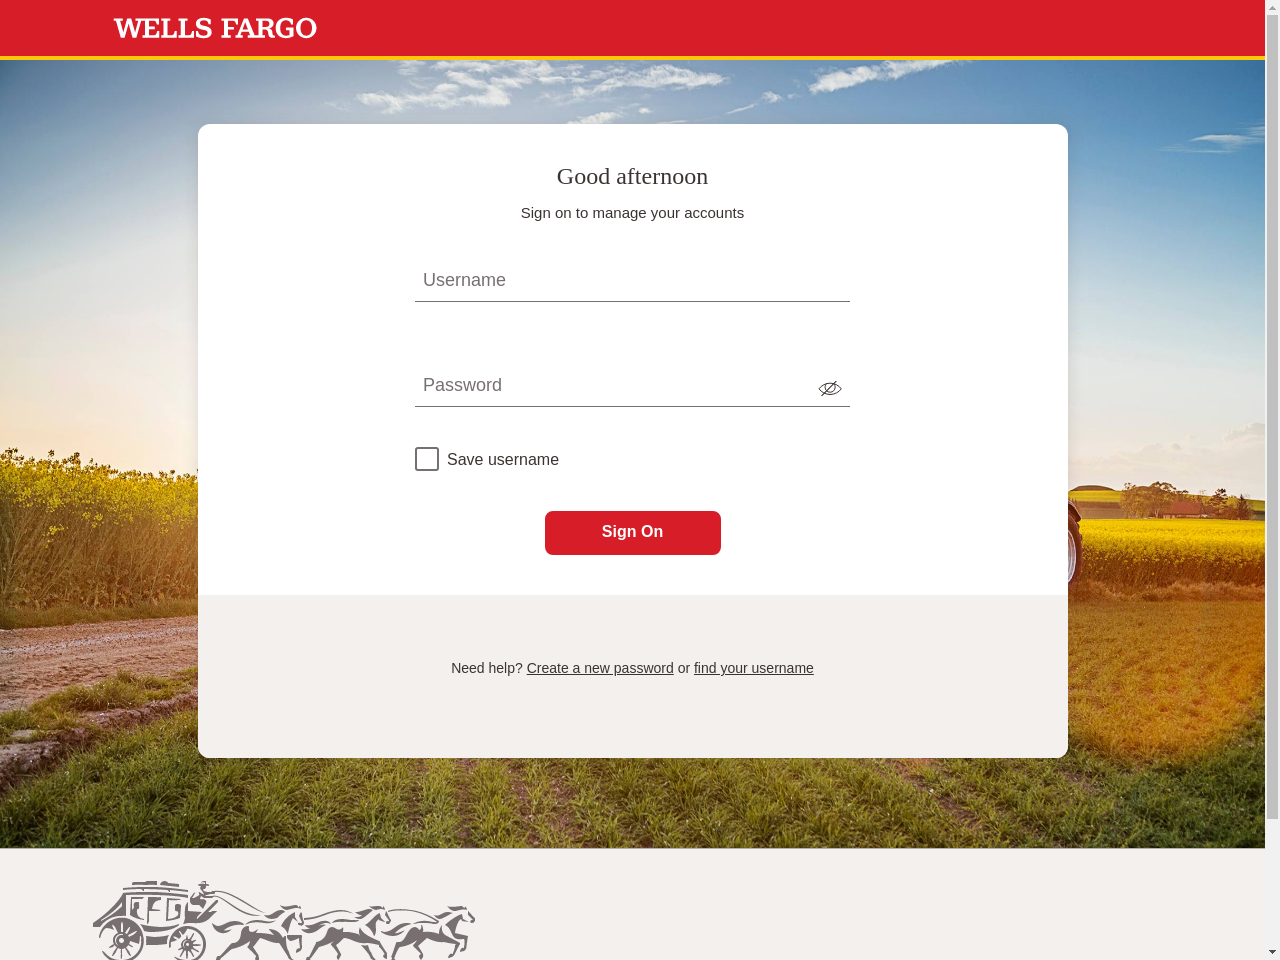 WELLS FARGO
Good afternoon
Sign on to manage your accounts
Username
Password
Save username
Sign On
Need help? Create a new password or find your username